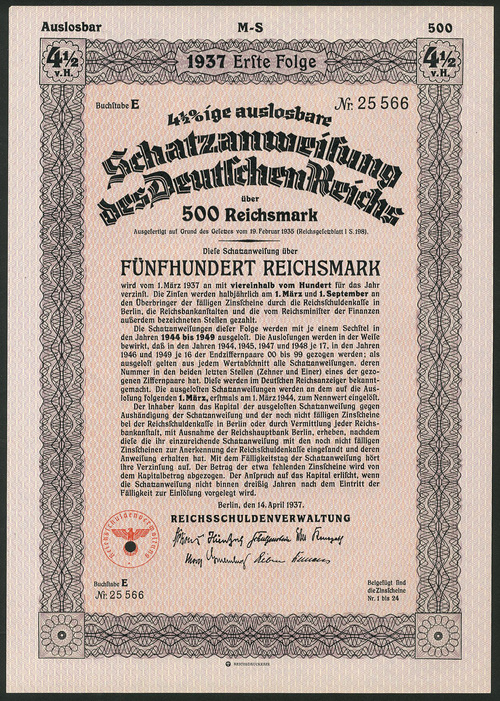 Auslosbar M-S 500
4½ v.H. 1937 Erste Folge 4½ v.H.
Buchstabe E Nr. 25 566
4½%ige auslosbare
Schatzanweisung
des Deutschen Reichs
über
500 Reichsmark
Ausgefertigt auf Grund des Gesetzes vom 19. Februar 1935 (Reichsgesetzblatt I S. 198).
Diese Schatzanweisung über
FÜNFHUNDERT REICHSMARK
wird vom 1. März 1937 an mit viereinhalb vom Hundert für das Jahr
verzinst. Die Zinsen werden halbjährlich am 1. März und 1. September an
den Überbringer der fälligen Zinsscheine durch die Reichsschuldenkasse in
Berlin, die Reichsbankanstalten und die vom Reichsminister der Finanzen
außerdem bezeichneten Stellen gezahlt.
Die Schatzanweisungen dieser Folge werden mit je einem Sechstel in
den Jahren 1944 bis 1949 ausgelost. Die Auslosungen werden in der Weise
bewirkt, daß in den Jahren 1944, 1945, 1947 und 1948 je 17, in den Jahren
1946 und 1949 je 16 der Endziffernpaare 00 bis 99 gezogen werden; als
ausgelost gelten aus jedem Wertabschnitt alle Schatzanweisungen, deren
Nummer in den beiden letzten Stellen (Zehner und Einer) eines der gezo-
genen Ziffernpaare hat. Diese werden im Deutschen Reichsanzeiger bekannt-
gemacht. Die ausgelosten Schatzanweisungen werden an dem auf die Aus-
losung folgenden 1. März, erstmals am 1. März 1944, zum Nennwert eingelöst.
Der Inhaber kann das Kapital der ausgelosten Schatzanweisung gegen
Aushändigung der Schatzanweisung und der noch nicht fälligen Zinsscheine
bei der Reichsschuldenkasse in Berlin oder durch Vermittlung jeder Reichs-
bankanstalt, mit Ausnahme der Reichshauptbank Berlin, erheben, nachdem
diese die ihr einzureichende Schatzanweisung mit den noch nicht fälligen
Zinsscheinen zur Anerkennung der Reichsschuldenkasse eingesandt und deren
Anweisung erhalten hat. Mit dem Fälligkeitstag der Schatzanweisung hört
ihre Verzinsung auf. Der Betrag der etwa fehlenden Zinsscheine wird von
dem Kapitalbetrag abgezogen. Der Anspruch auf das Kapital erlischt, wenn
die Schatzanweisung nicht binnen dreißig Jahren nach dem Eintritt der
Fälligkeit zur Einlösung vorgelegt wird.
Berlin, den 14. April 1937.
REICHSSCHULDENVERWALTUNG
Reichsschuldenverwaltung
Buchstabe E
Nr. 25 566
Beigefügt sind
die Zinsscheine
Nr. 1 bis 24
REICHSDRUCKEREI